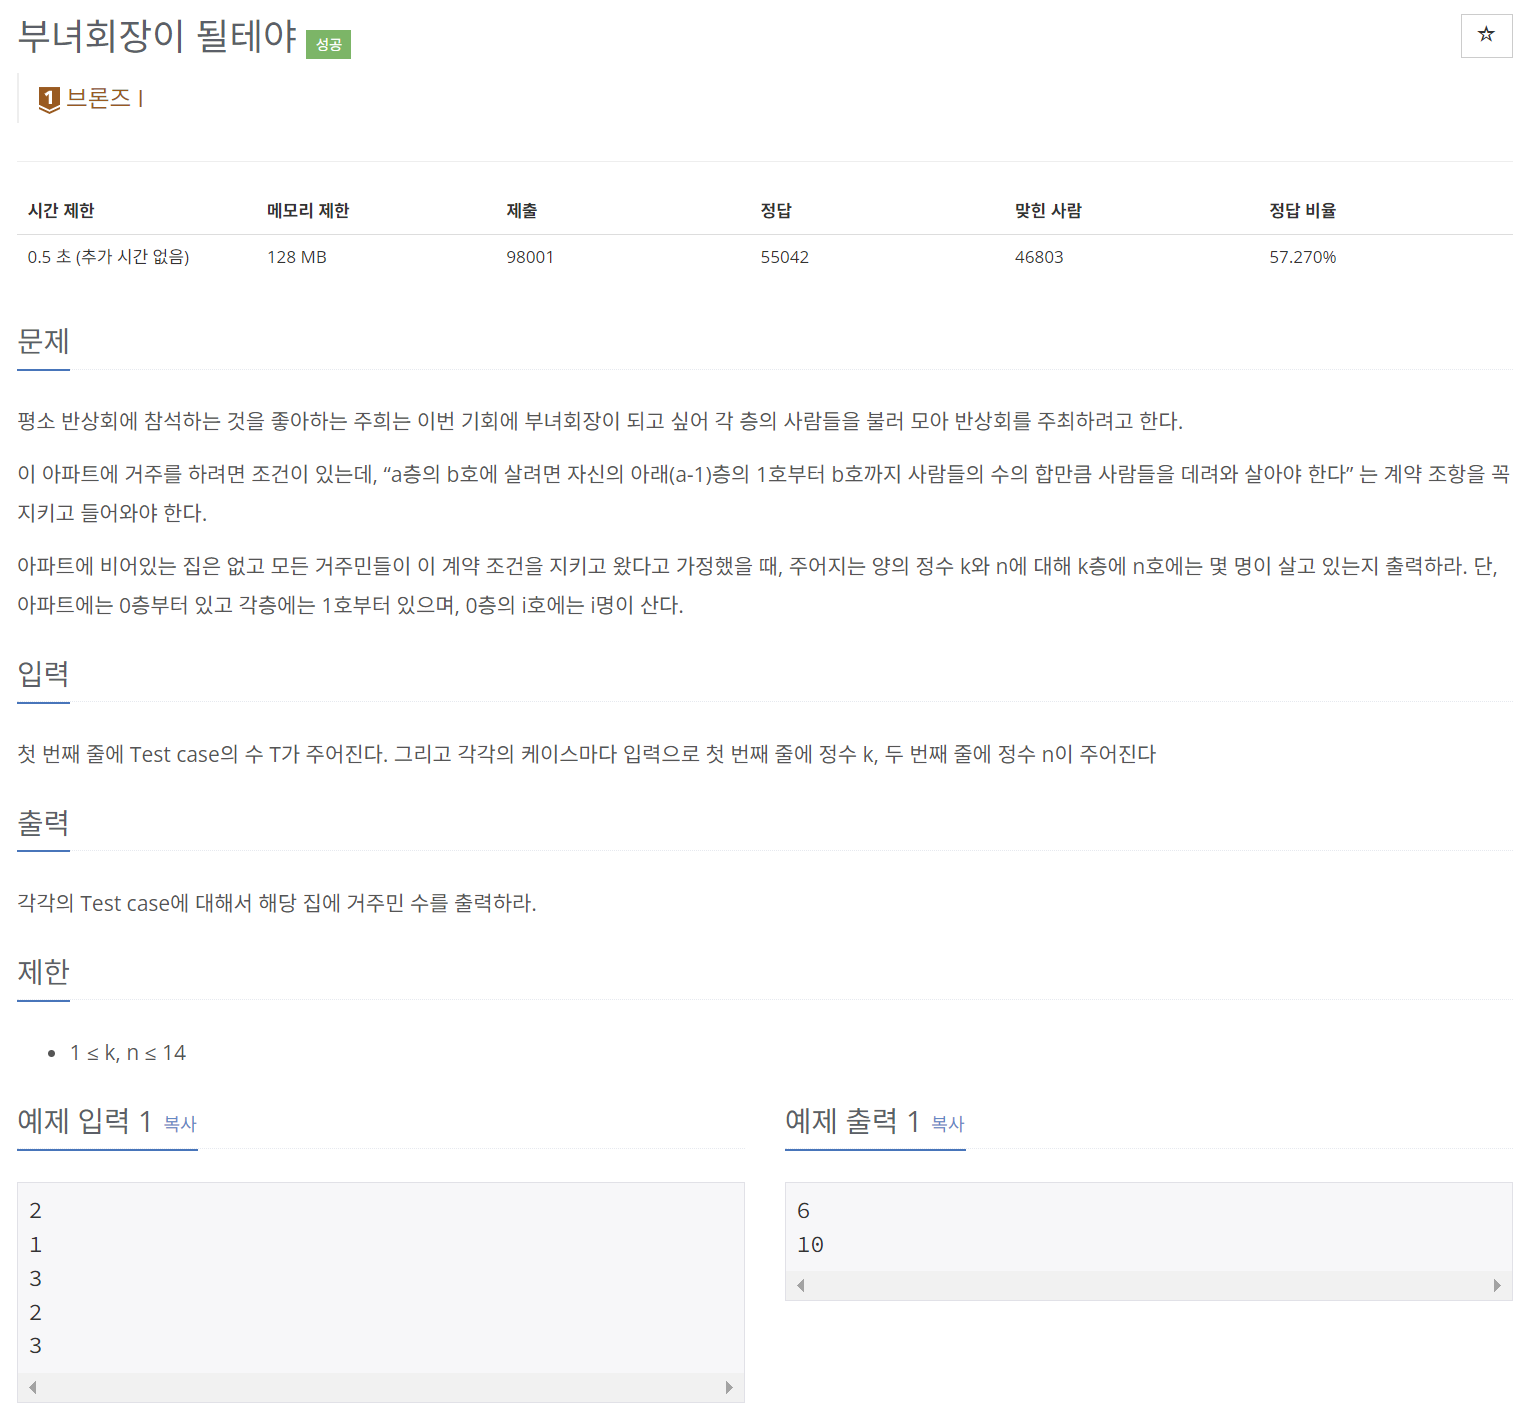 부녀회장이 될테야 성공
☆
1 브론즈 I
시간 제한 메모리 제한 제출 정답 맞힌 사람 정답 비율
0.5 초 (추가 시간 없음) 128 MB 98001 55042 46803 57.270%
문제
평소 반상회에 참석하는 것을 좋아하는 주희는 이번 기회에 부녀회장이 되고 싶어 각 층의 사람들을 불러 모아 반상회를 주최하려고 한다.
이 아파트에 거주를 하려면 조건이 있는데, “a층의 b호에 살려면 자신의 아래(a-1)층의 1호부터 b호까지 사람들의 수의 합만큼 사람들을 데려와 살아야 한다” 는 계약 조항을 꼭
지키고 들어와야 한다.
아파트에 비어있는 집은 없고 모든 거주민들이 이 계약 조건을 지키고 왔다고 가정했을 때, 주어지는 양의 정수 k와 n에 대해 k층에 n호에는 몇 명이 살고 있는지 출력하라. 단,
아파트에는 0층부터 있고 각층에는 1호부터 있으며, 0층의 i호에는 i명이 산다.
입력
첫 번째 줄에 Test case의 수 T가 주어진다. 그리고 각각의 케이스마다 입력으로 첫 번째 줄에 정수 k, 두 번째 줄에 정수 n이 주어진다
출력
각각의 Test case에 대해서 해당 집에 거주민 수를 출력하라.
제한
• 1 ≤ k, n ≤ 14
예제 입력 1 복사
2
1
3
2
3
예제 출력 1 복사
6
10